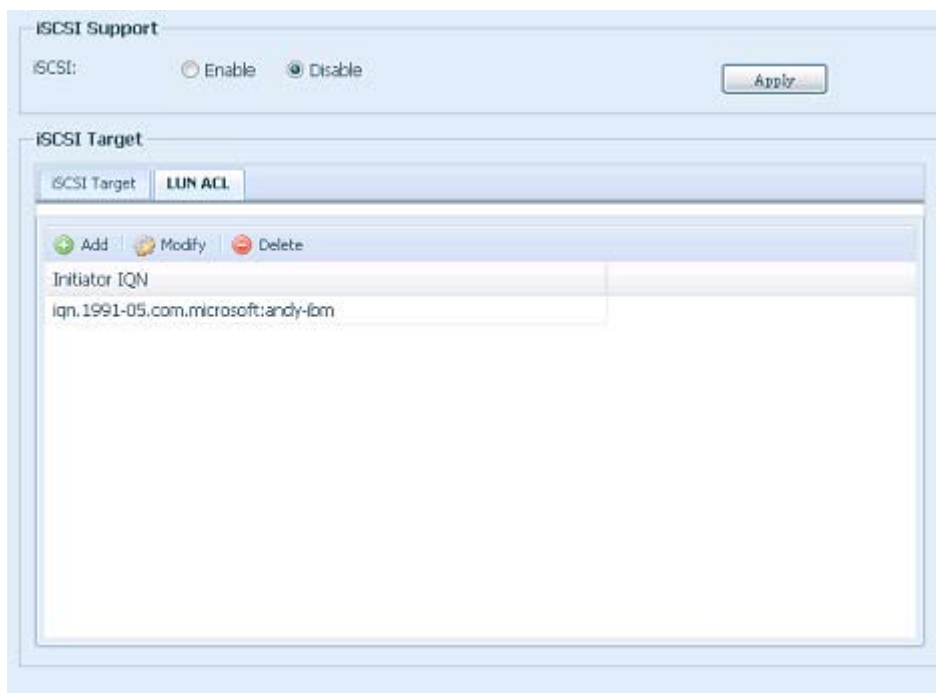 iSCSI Support
iSCSI: Enable Disable Apply
iSCSI Target
iSCSI Target LUN ACL
Add Modify Delete
Initiator IQN
iqn.1991-05.com.microsoft:andy-ibm